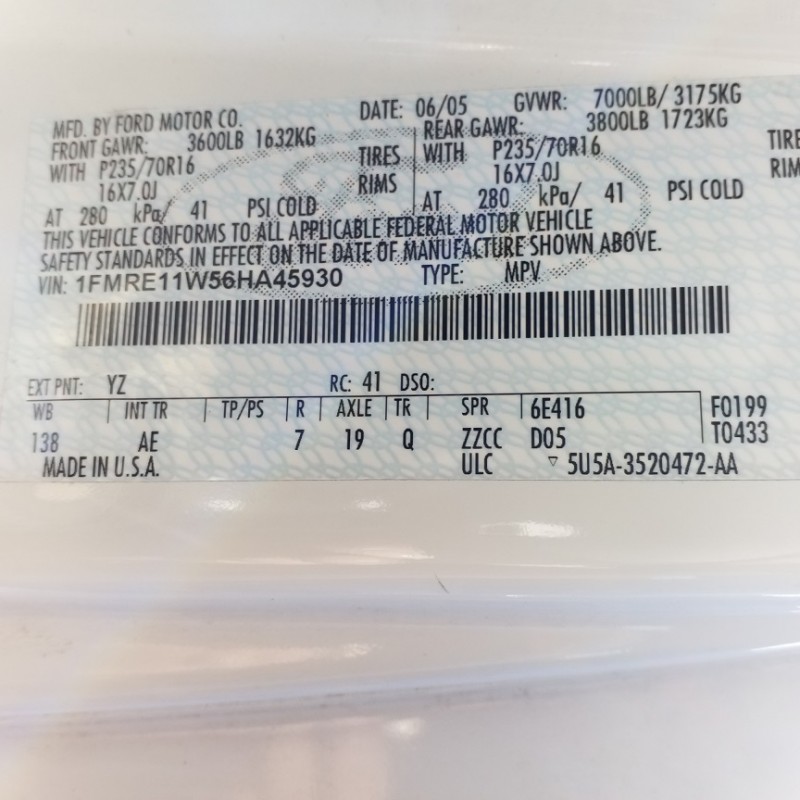 MFD. BY FORD MOTOR CO. DATE: 06/05 GVWR: 7000LB/ 3175KG
FRONT GAWR: 3600LB 1632KG REAR GAWR: 3800LB 1723KG
WITH P235/70R16 TIRES WITH P235/70R16 TIRE
16X7.0J RIMS 16X7.0J RIM
AT 280 kPa/ 41 PSI COLD AT 280 kPa/ 41 PSI COLD
THIS VEHICLE CONFORMS TO ALL APPLICABLE FEDERAL MOTOR VEHICLE
SAFETY STANDARDS IN EFFECT ON THE DATE OF MANUFACTURE SHOWN ABOVE.
VIN: 1FMRE11W56HA45930 TYPE: MPV
EXT PNT: YZ RC: 41 DSO:
WB INT TR TP/PS R AXLE TR SPR 6E416 F0199
138 AE 7 19 Q ZZCC D05 T0433
MADE IN U.S.A. ULC ▽ 5U5A-3520472-AA